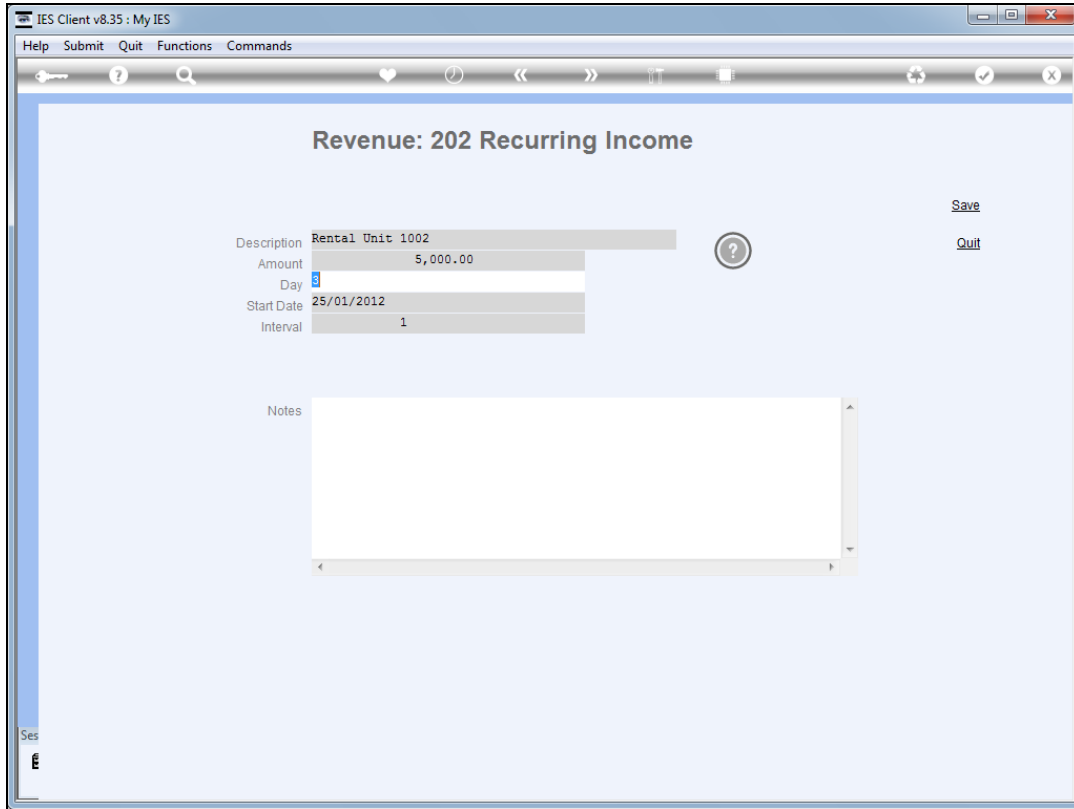 IES Client v8.35 : My IES
Help Submit Quit Functions Commands
Revenue: 202 Recurring Income
Save
Description Rental Unit 1002
Quit
Amount 5,000.00
Day 3
Start Date 25/01/2012
Interval 1
Notes
Ses